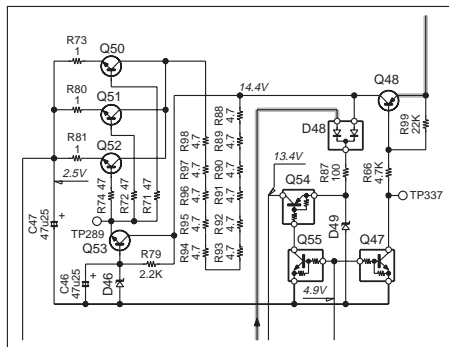 R73
1
Q50
R80
1
Q51
R81
1
Q52
2.5V
R74 47
R72 47
R71 47
C47
47u25
+
TP289
Q53
R79
2.2K
C46
47u25
+
D46
R98
4.7
R97
4.7
R96
4.7
R95
4.7
R94
4.7
R88
4.7
R89
4.7
R90
4.7
R91
4.7
R92
4.7
R93
4.7
14.4V
Q48
D48
R99
22K
13.4V
R87
100
R66
4.7K
Q54
TP337
D49
Q55
Q47
4.9V